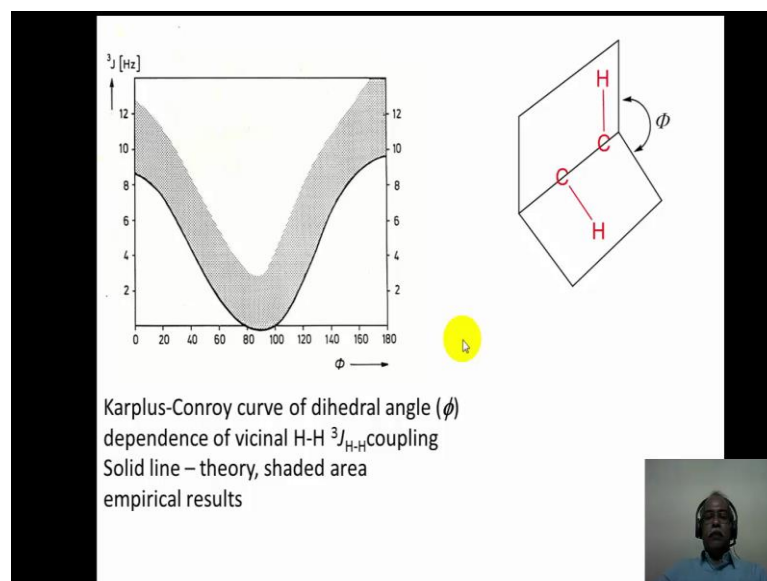 ³J [Hz]
12
10
8
6
4
2
12
10
8
6
4
2
0 20 40 60 80 100 120 140 160 180
Φ
H
C
C
H
Φ
Karplus-Conroy curve of dihedral angle (ϕ)
dependence of vicinal H-H ³J_H-H coupling
Solid line – theory, shaded area
empirical results